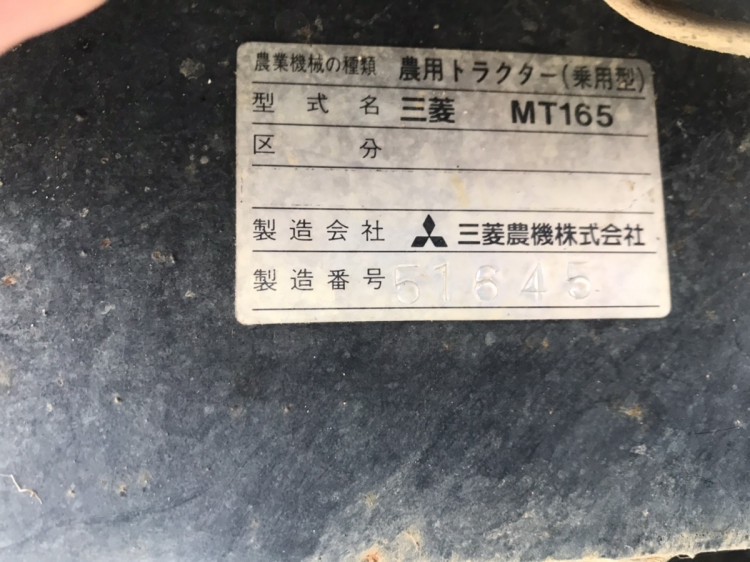 農業機械の種類 農用トラクター(乗用型)
型式名 三菱 MT165
区分
製造会社 三菱農機株式会社
製造番号 51645